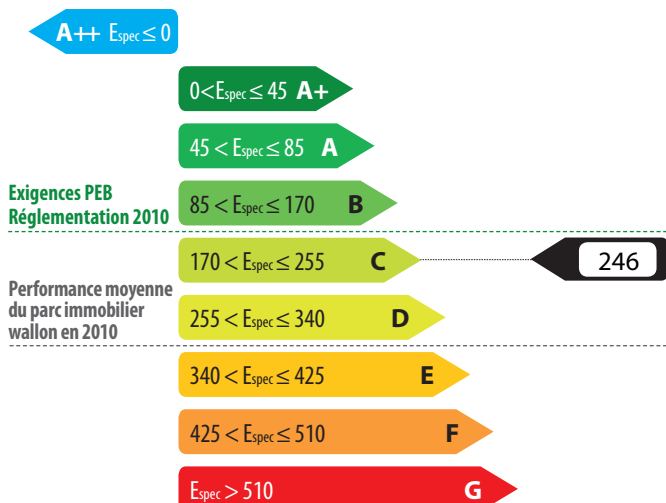 A++ Espec ≤ 0
0<Espec ≤ 45 A+
45 < Espec ≤ 85 A
Exigences PEB
Réglementation 2010
85 < Espec ≤ 170 B
170 < Espec ≤ 255 C
246
Performance moyenne
du parc immobilier
wallon en 2010
255 < Espec ≤ 340 D
340 < Espec ≤ 425 E
425 < Espec ≤ 510 F
Espec > 510 G